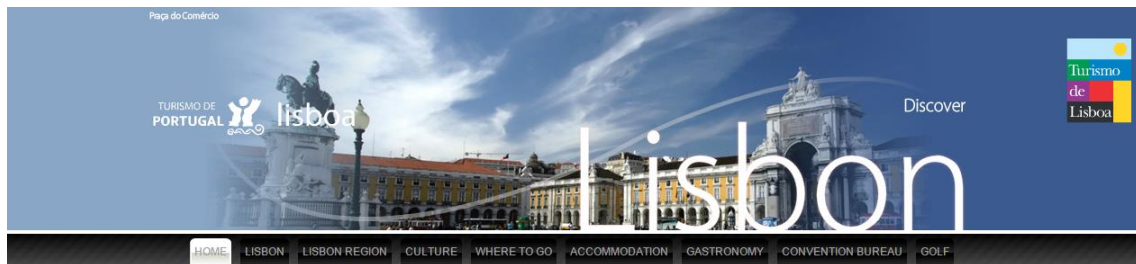 Praça do Comércio
TURISMO DE
PORTUGAL
lisboa
Discover
Lisbon
Turismo
de
Lisboa
HOME LISBON LISBON REGION CULTURE WHERE TO GO ACCOMMODATION GASTRONOMY CONVENTION BUREAU GOLF